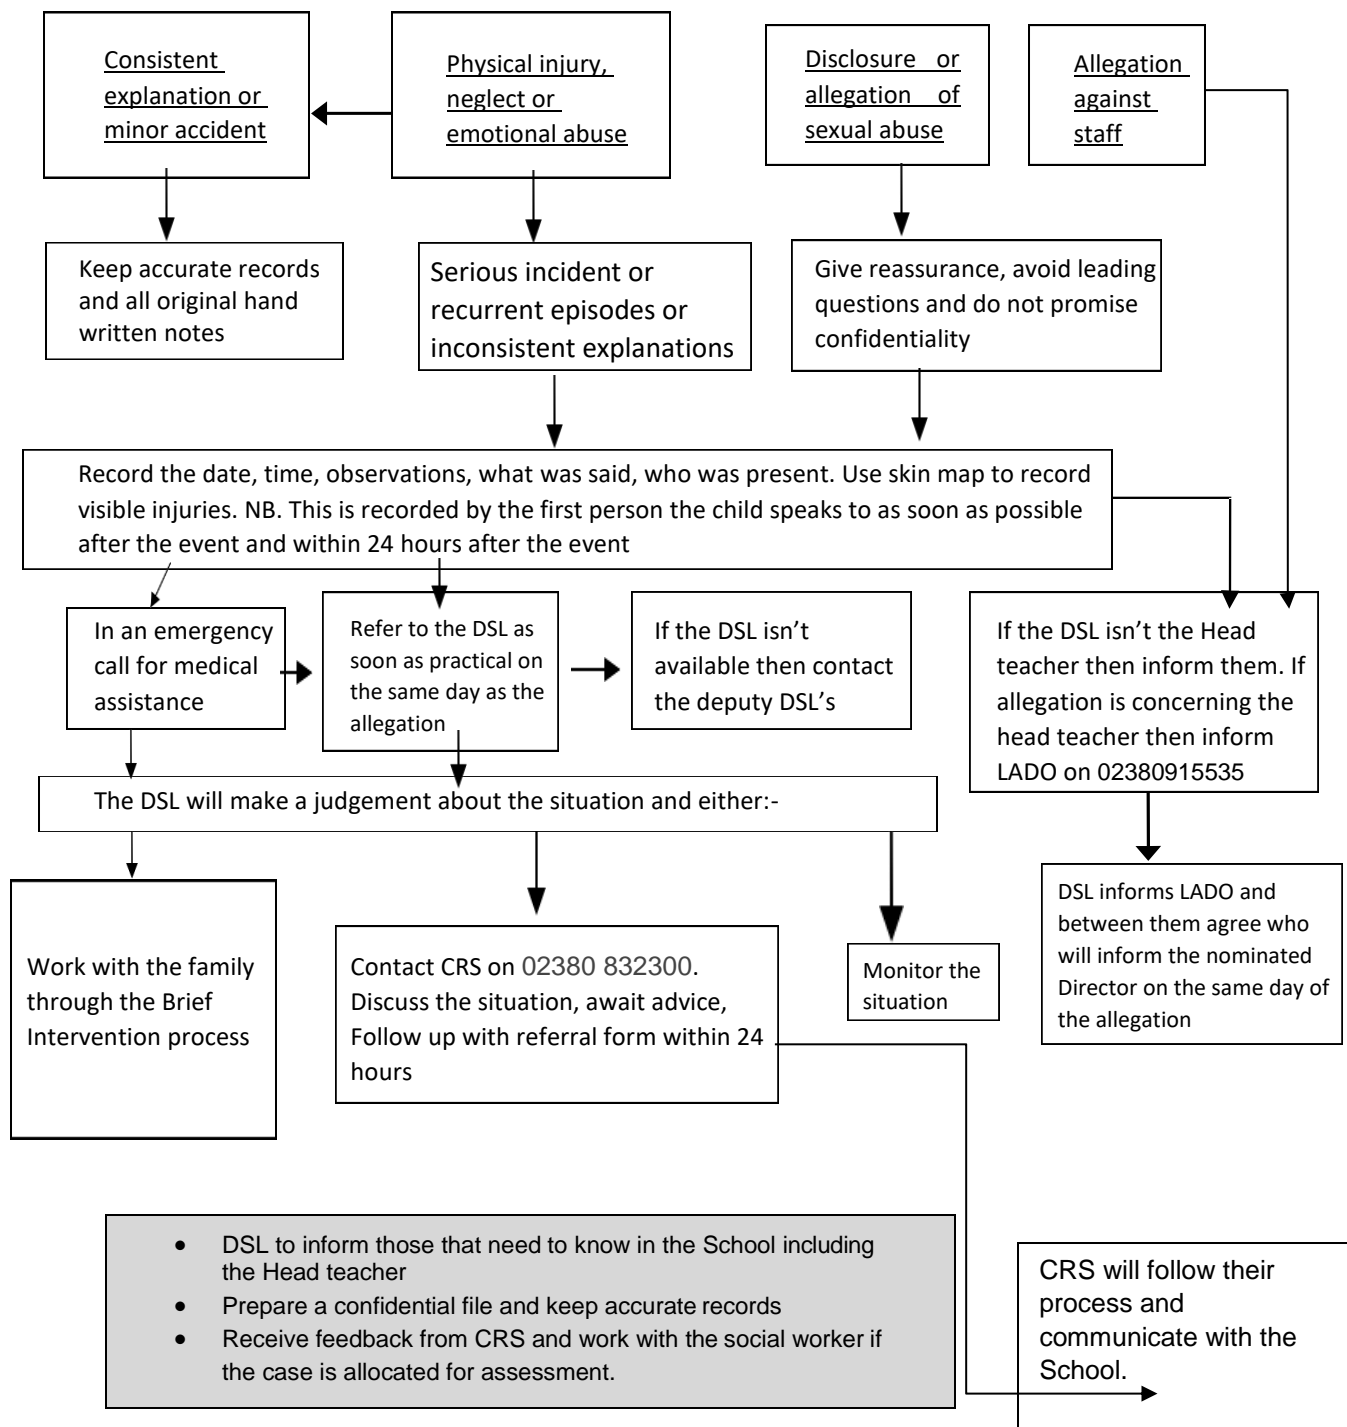 Consistent
explanation or
minor accident
Physical injury,
neglect or
emotional abuse
Disclosure or
allegation of
sexual abuse
Allegation
against
staff
Keep accurate records
and all original hand
written notes
Serious incident or
recurrent episodes or
inconsistent explanations
Give reassurance, avoid leading
questions and do not promise
confidentiality
Record the date, time, observations, what was said, who was present. Use skin map to record
visible injuries. NB. This is recorded by the first person the child speaks to as soon as possible
after the event and within 24 hours after the event
In an emergency
call for medical
assistance
Refer to the DSL as
soon as practical on
the same day as the
allegation
If the DSL isn’t
available then contact
the deputy DSL’s
If the DSL isn’t the Head
teacher then inform them. If
allegation is concerning the
head teacher then inform
LADO on 02380915535
The DSL will make a judgement about the situation and either:-
Work with the family
through the Brief
Intervention process
Contact CRS on 02380 832300.
Discuss the situation, await advice,
Follow up with referral form within 24
hours
Monitor the
situation
DSL informs LADO and
between them agree who
will inform the nominated
Director on the same day of
the allegation
• DSL to inform those that need to know in the School including
the Head teacher
• Prepare a confidential file and keep accurate records
• Receive feedback from CRS and work with the social worker if
the case is allocated for assessment.
CRS will follow their
process and
communicate with the
School.